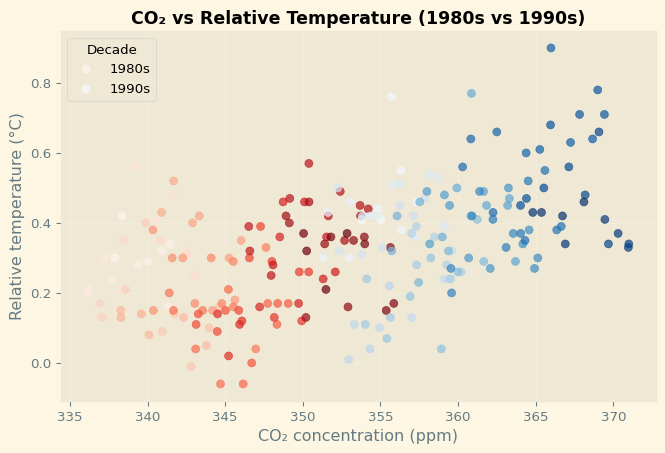 CO₂ vs Relative Temperature (1980s vs 1990s)
Decade
1980s
1990s
Relative temperature (°C)
0.8
0.6
0.4
0.2
0.0
335 340 345 350 355 360 365 370
CO₂ concentration (ppm)